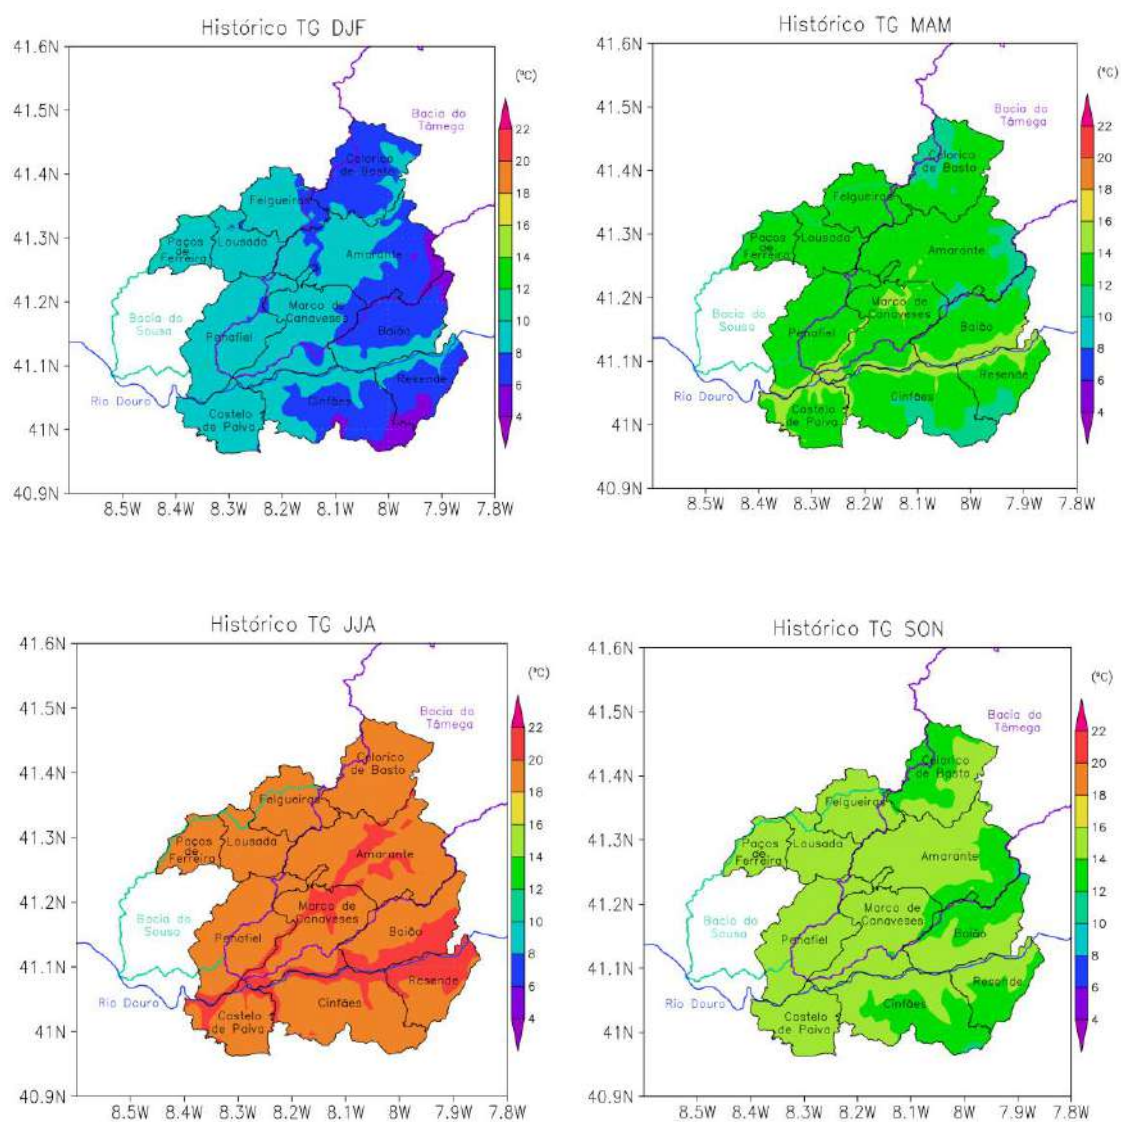 Histórico TG DJF
41.6N
41.5N
41.4N
41.3N
41.2N
41.1N
41N
40.9N
8.5W 8.4W 8.3W 8.2W 8.1W 8W 7.9W 7.8W
(ºC)
22
20
18
16
14
12
10
8
6
4
Bacia do
Tâmega
Celorico
de Basto
Felgueiras
Paços
de
Ferreira
Lousada
Amarante
Marco de
Canaveses
Bacia do
Sousa
Penafiel
Baião
Resende
Rio Douro
Cinfães
Castelo
de Paiva
Histórico TG MAM
41.6N
41.5N
41.4N
41.3N
41.2N
41.1N
41N
40.9N
8.5W 8.4W 8.3W 8.2W 8.1W 8W 7.9W 7.8W
(ºC)
22
20
18
16
14
12
10
8
6
4
Bacia do
Tâmega
Celorico
de Basto
Felgueiras
Paços
de
Ferreira
Lousada
Amarante
Marco de
Canaveses
Bacia do
Sousa
Penafiel
Baião
Resende
Rio Douro
Cinfães
Castelo
de Paiva
Histórico TG JJA
41.6N
41.5N
41.4N
41.3N
41.2N
41.1N
41N
40.9N
8.5W 8.4W 8.3W 8.2W 8.1W 8W 7.9W 7.8W
(ºC)
22
20
18
16
14
12
10
8
6
4
Bacia do
Tâmega
Celorico
de Basto
Felgueiras
Paços
de
Ferreira
Lousada
Amarante
Marco de
Canaveses
Bacia do
Sousa
Penafiel
Baião
Resende
Rio Douro
Cinfães
Castelo
de Paiva
Histórico TG SON
41.6N
41.5N
41.4N
41.3N
41.2N
41.1N
41N
40.9N
8.5W 8.4W 8.3W 8.2W 8.1W 8W 7.9W 7.8W
(ºC)
22
20
18
16
14
12
10
8
6
4
Bacia do
Tâmega
Celorico
de Basto
Felgueiras
Paços
de
Ferreira
Lousada
Amarante
Marco de
Canaveses
Bacia do
Sousa
Penafiel
Baião
Resende
Rio Douro
Cinfães
Castelo
de Paiva